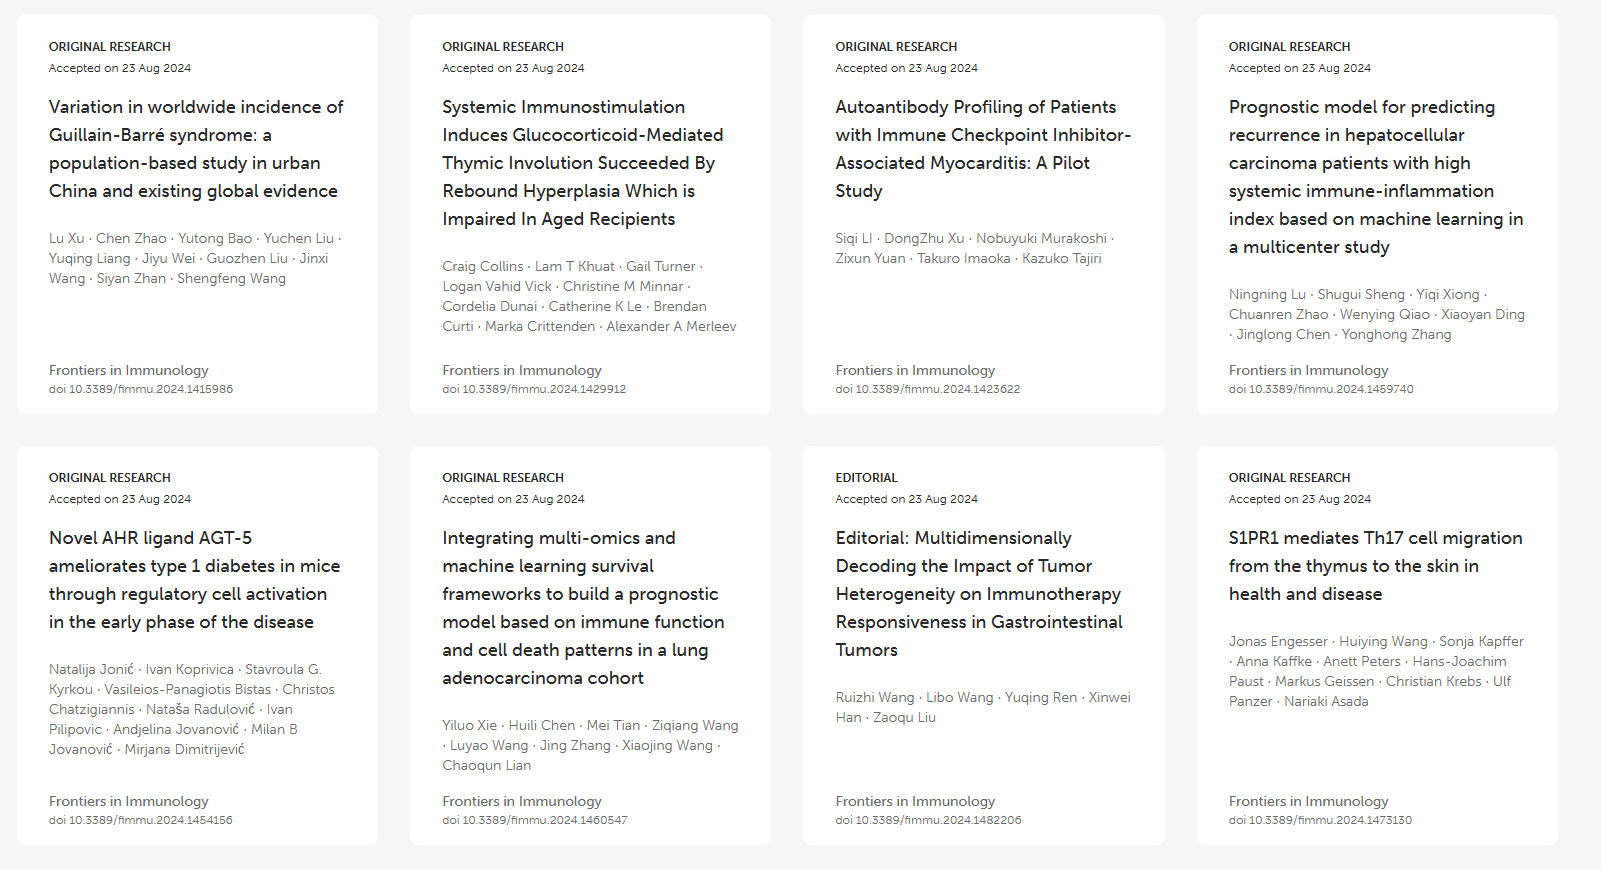 ORIGINAL RESEARCH
Accepted on 23 Aug 2024
Variation in worldwide incidence of
Guillain-Barré syndrome: a
population-based study in urban
China and existing global evidence
Lu Xu · Chen Zhao · Yutong Bao · Yuchen Liu ·
Yuqing Liang · Jiyu Wei · Guozhen Liu · Jinxi
Wang · Siyan Zhan · Shengfeng Wang
Frontiers in Immunology
doi 10.3389/fimmu.2024.1415986
ORIGINAL RESEARCH
Accepted on 23 Aug 2024
Systemic Immunostimulation
Induces Glucocorticoid-Mediated
Thymic Involution Succeeded By
Rebound Hyperplasia Which is
Impaired In Aged Recipients
Craig Collins · Lam T Khuat · Gail Turner ·
Logan Vahid Vick · Christine M Minnar ·
Cordelia Dunai · Catherine K Le · Brendan
Curti · Marka Crittenden · Alexander A Merleev
Frontiers in Immunology
doi 10.3389/fimmu.2024.1429912
ORIGINAL RESEARCH
Accepted on 23 Aug 2024
Autoantibody Profiling of Patients
with Immune Checkpoint Inhibitor-
Associated Myocarditis: A Pilot
Study
Siqi LI · DongZhu Xu · Nobuyuki Murakoshi ·
Zixun Yuan · Takuro Imaoka · Kazuko Tajiri
Frontiers in Immunology
doi 10.3389/fimmu.2024.1423622
ORIGINAL RESEARCH
Accepted on 23 Aug 2024
Prognostic model for predicting
recurrence in hepatocellular
carcinoma patients with high
systemic immune-inflammation
index based on machine learning in
a multicenter study
Ningning Lu · Shugui Sheng · Yiqi Xiong ·
Chuanren Zhao · Wenying Qiao · Xiaoyan Ding
· Jinglong Chen · Yonghong Zhang
Frontiers in Immunology
doi 10.3389/fimmu.2024.1459740
ORIGINAL RESEARCH
Accepted on 23 Aug 2024
Novel AHR ligand AGT-5
ameliorates type 1 diabetes in mice
through regulatory cell activation
in the early phase of the disease
Natalija Jonić · Ivan Koprivica · Stavroula G.
Kyrkou · Vasileios-Panagiotis Bistas · Christos
Chatzigiannis · Nataša Radulović · Ivan
Pilipovic · Andjelina Jovanović · Milan B
Jovanović · Mirjana Dimitrijević
Frontiers in Immunology
doi 10.3389/fimmu.2024.1454156
ORIGINAL RESEARCH
Accepted on 23 Aug 2024
Integrating multi-omics and
machine learning survival
frameworks to build a prognostic
model based on immune function
and cell death patterns in a lung
adenocarcinoma cohort
Yiluo Xie · Huili Chen · Mei Tian · Ziqiang Wang
· Luyao Wang · Jing Zhang · Xiaojing Wang ·
Chaoqun Lian
Frontiers in Immunology
doi 10.3389/fimmu.2024.1460547
EDITORIAL
Accepted on 23 Aug 2024
Editorial: Multidimensionally
Decoding the Impact of Tumor
Heterogeneity on Immunotherapy
Responsiveness in Gastrointestinal
Tumors
Ruizhi Wang · Libo Wang · Yuqing Ren · Xinwei
Han · Zaoqu Liu
Frontiers in Immunology
doi 10.3389/fimmu.2024.1482206
ORIGINAL RESEARCH
Accepted on 23 Aug 2024
S1PR1 mediates Th17 cell migration
from the thymus to the skin in
health and disease
Jonas Engesser · Huiying Wang · Sonja Kapffer
· Anna Kaffke · Anett Peters · Hans-Joachim
Paust · Markus Geissen · Christian Krebs · Ulf
Panzer · Nariaki Asada
Frontiers in Immunology
doi 10.3389/fimmu.2024.1473130